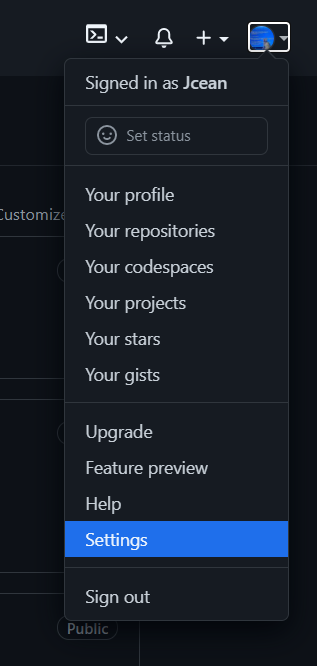 Signed in as Jcean
Set status
Customize
Your profile
Your repositories
Your codespaces
Your projects
Your stars
Your gists
Upgrade
Feature preview
Help
Settings
Sign out
Public